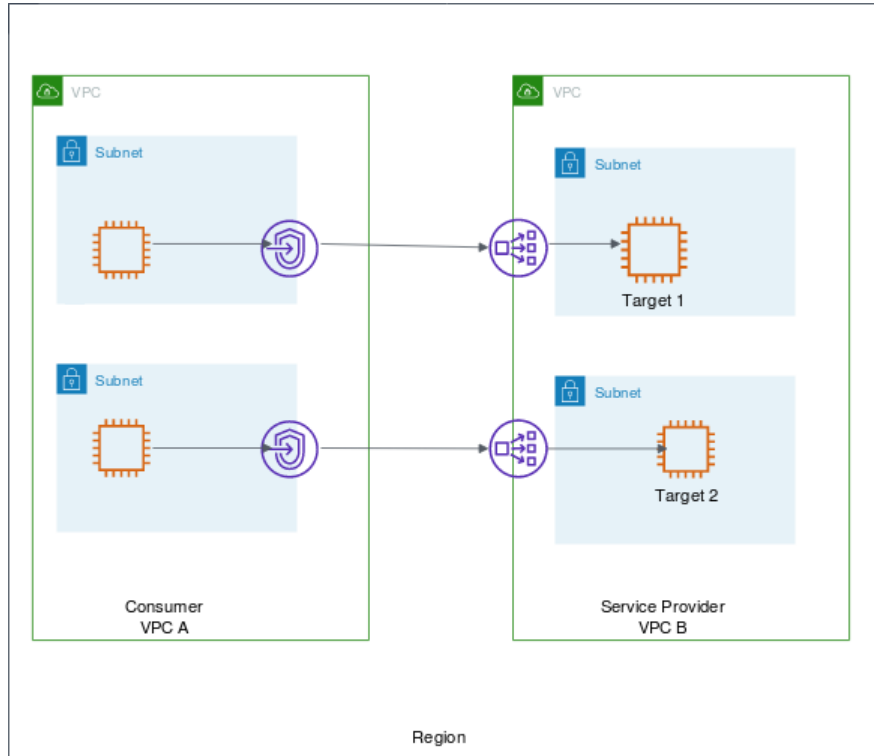 VPC
VPC
Subnet
Subnet
Target 1
Subnet
Subnet
Target 2
Consumer
VPC A
Service Provider
VPC B
Region